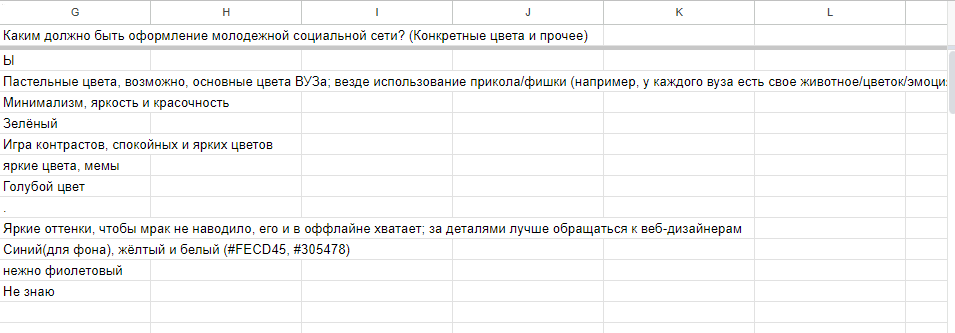 G H I J K L
Каким должно быть оформление молодежной социальной сети? (Конкретные цвета и прочее)
Ы
Пастельные цвета, возможно, основные цвета ВУЗа; везде использование прикола/фишки (например, у каждого вуза есть свое животное/цветок/эмоци
Минимализм, яркость и красочность
Зелёный
Игра контрастов, спокойных и ярких цветов
яркие цвета, мемы
Голубой цвет
.
Яркие оттенки, чтобы мрак не наводило, его и в оффлайне хватает; за деталями лучше обращаться к веб-дизайнерам
Синий(для фона), жёлтый и белый (#FECD45, #305478)
нежно фиолетовый
Не знаю